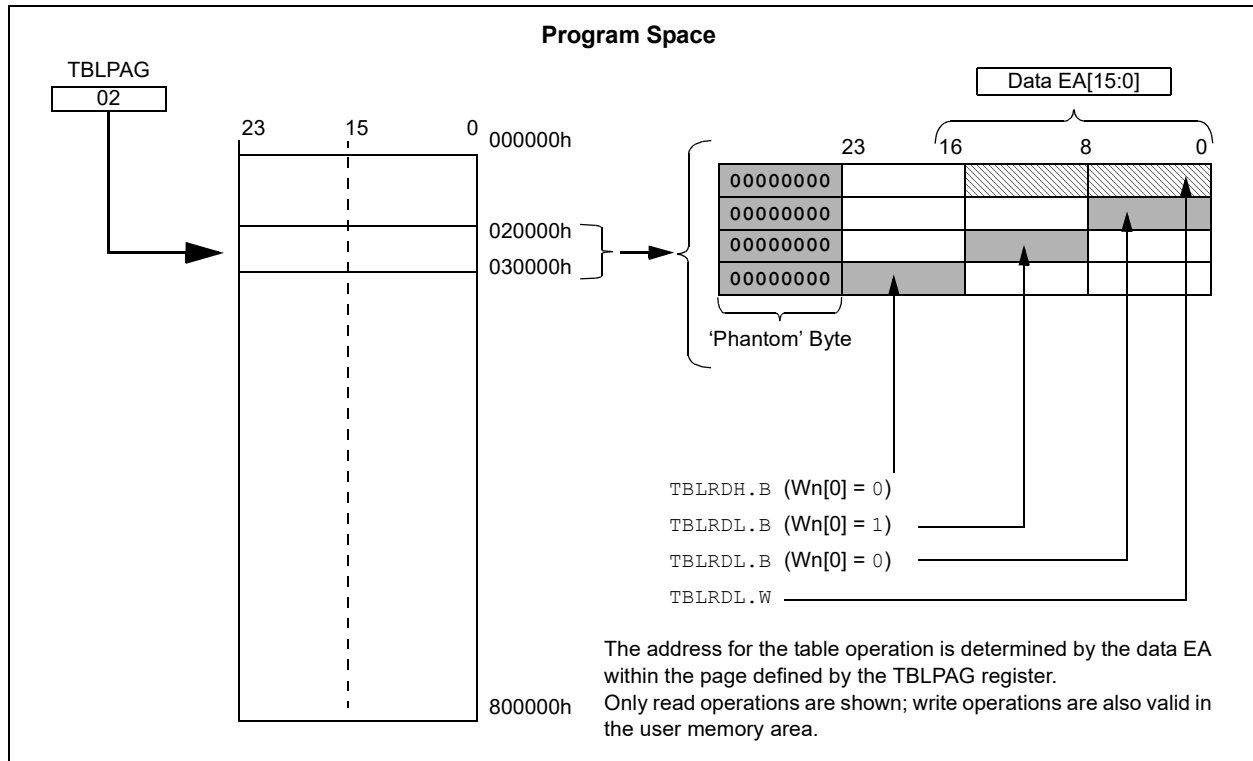 Program Space
TBLPAG
02
Data EA[15:0]
23 15 0
000000h
020000h
030000h
800000h
23 16 8 0
00000000
00000000
00000000
00000000
‘Phantom’ Byte
TBLRDH.B (Wn[0] = 0)
TBLRDL.B (Wn[0] = 1)
TBLRDL.B (Wn[0] = 0)
TBLRDL.W
The address for the table operation is determined by the data EA
within the page defined by the TBLPAG register.
Only read operations are shown; write operations are also valid in
the user memory area.